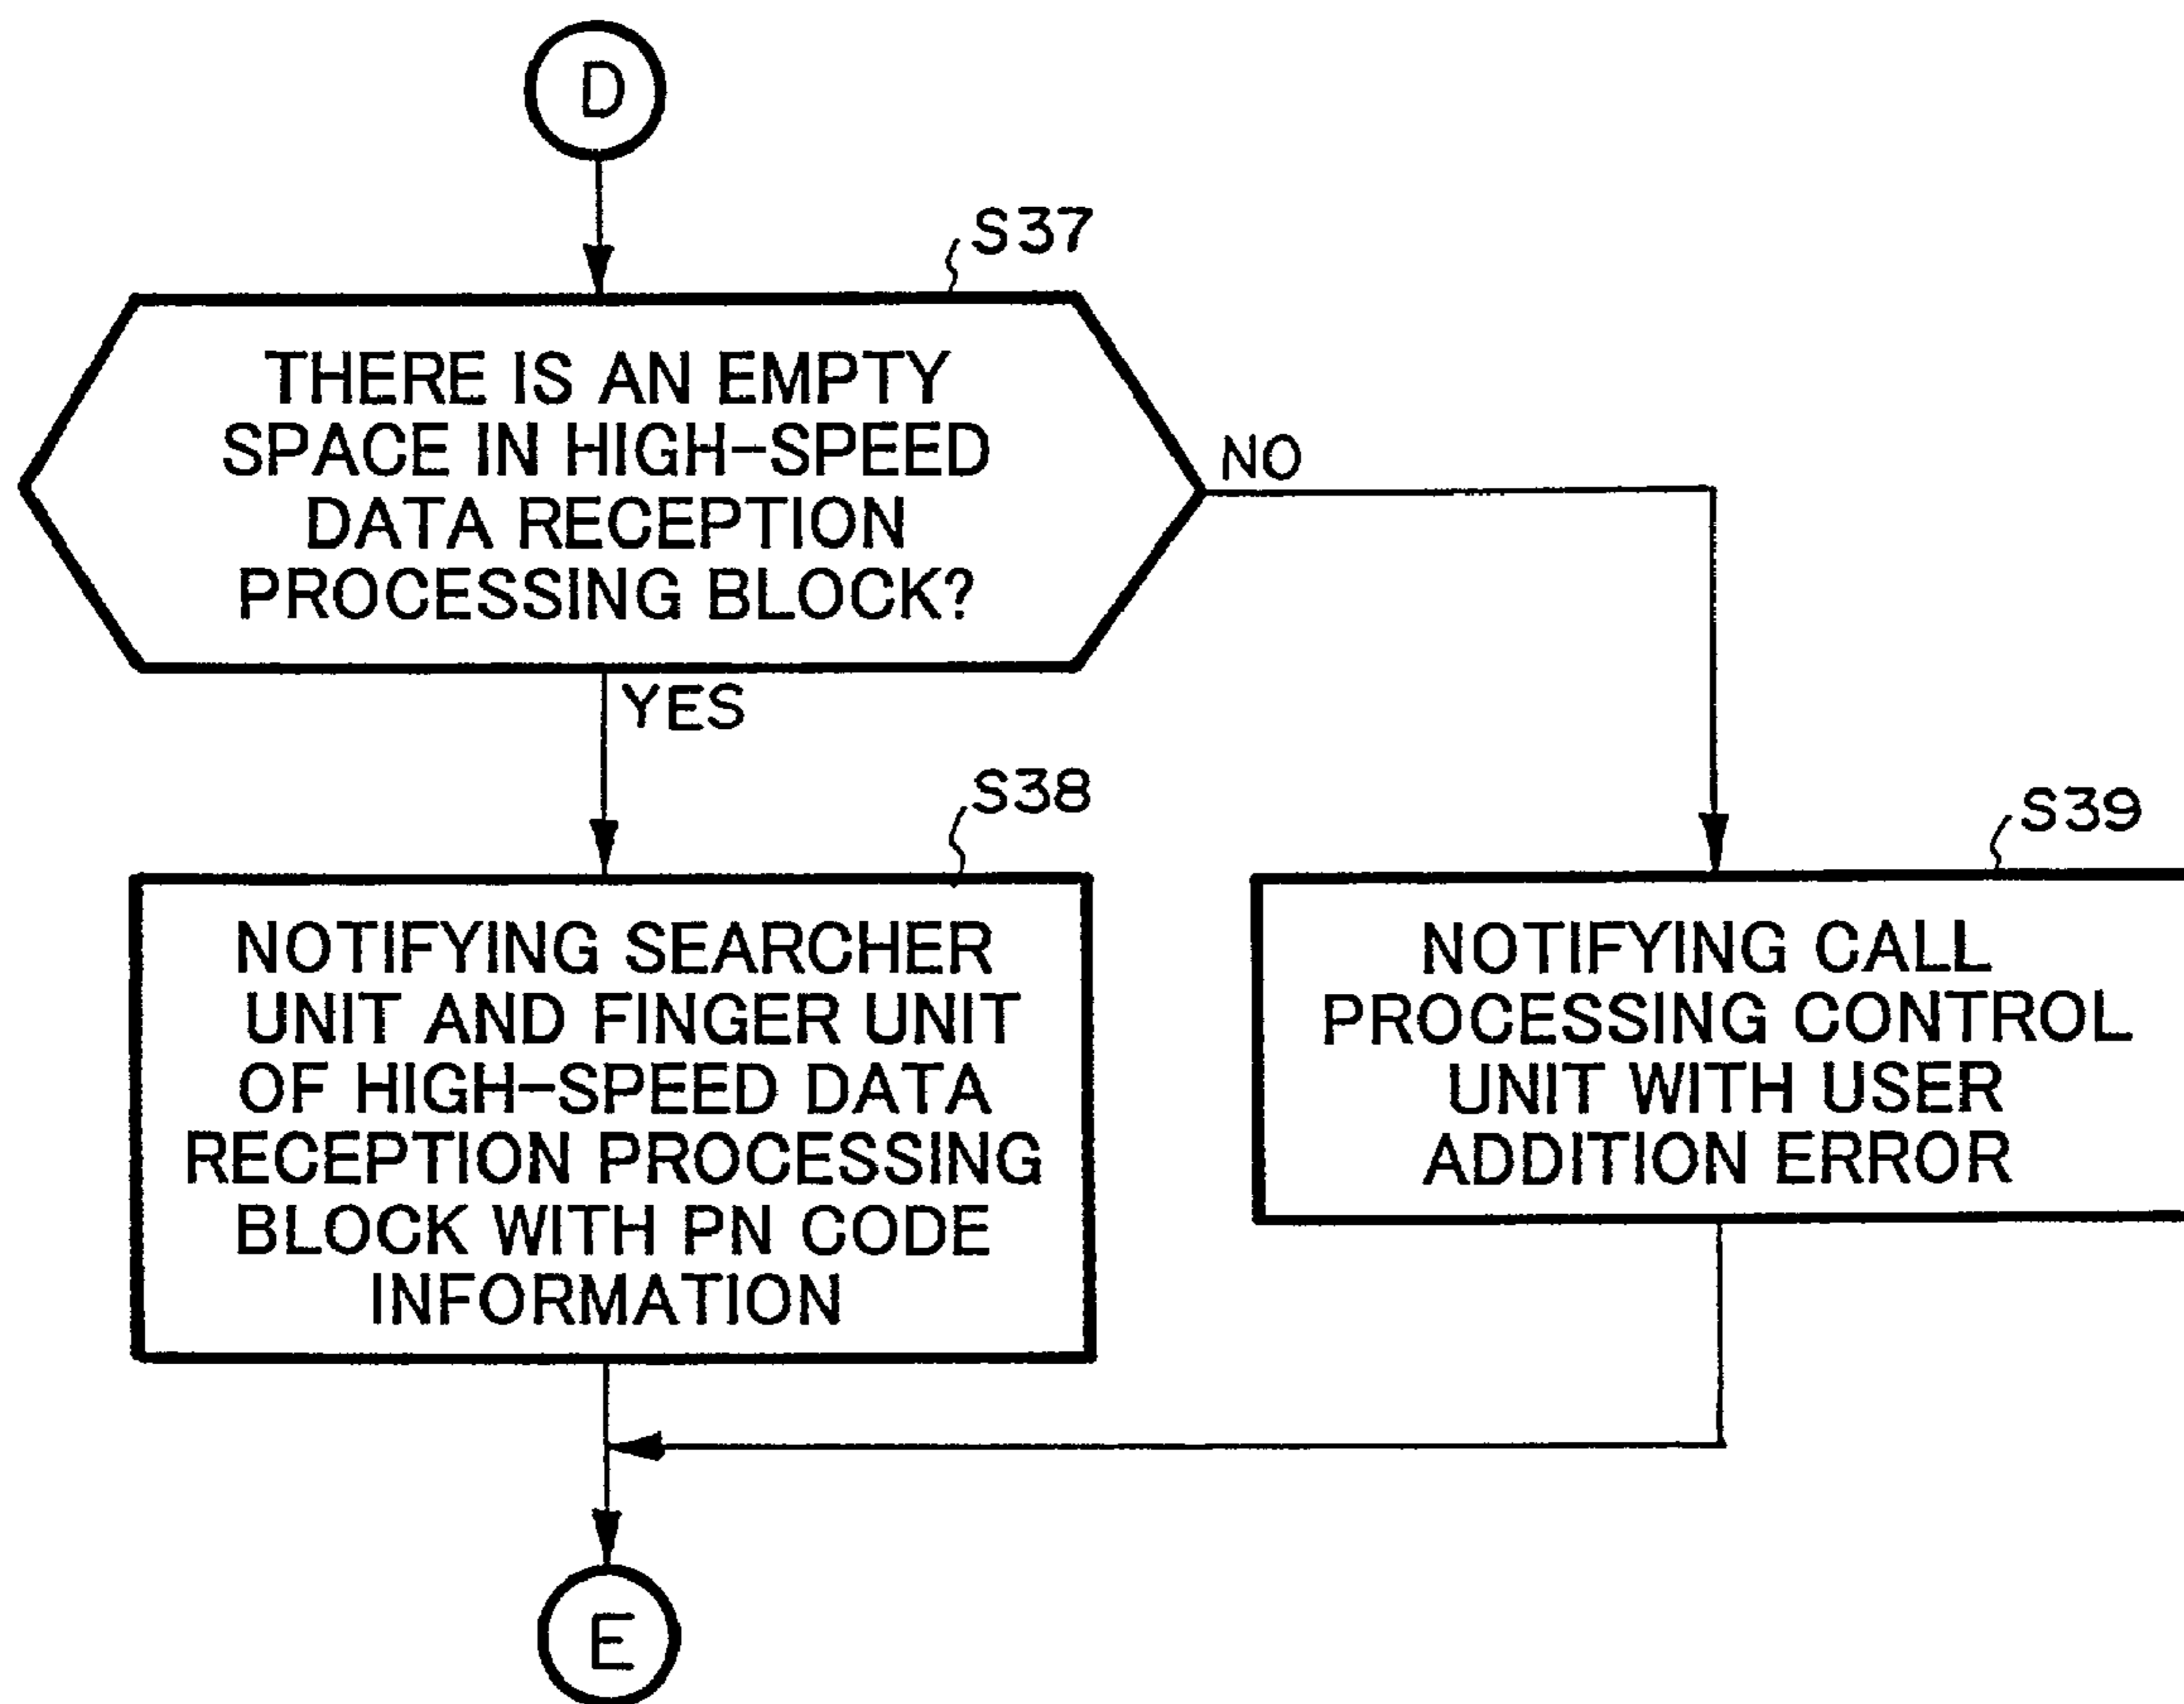 D
S37
THERE IS AN EMPTY
SPACE IN HIGH-SPEED
DATA RECEPTION
PROCESSING BLOCK?
NO
YES
S38
NOTIFYING SEARCHER
UNIT AND FINGER UNIT
OF HIGH-SPEED DATA
RECEPTION PROCESSING
BLOCK WITH PN CODE
INFORMATION
S39
NOTIFYING CALL
PROCESSING CONTROL
UNIT WITH USER
ADDITION ERROR
E